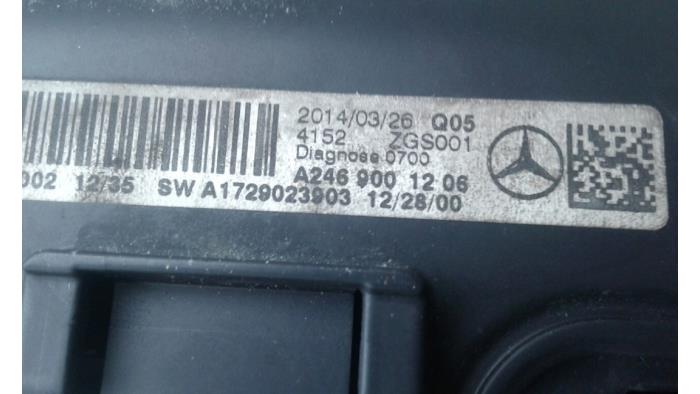 2014/03/26 Q05
4152 ZGS001
Diagnose 0700
A246 900 12 06
002 12/35 SW A1729023903 12/28/00